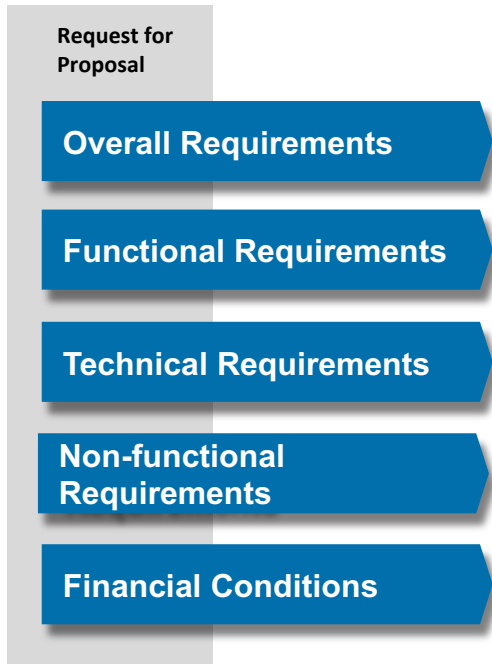 Request for
Proposal
Overall Requirements
Functional Requirements
Technical Requirements
Non-functional
Requirements
Financial Conditions